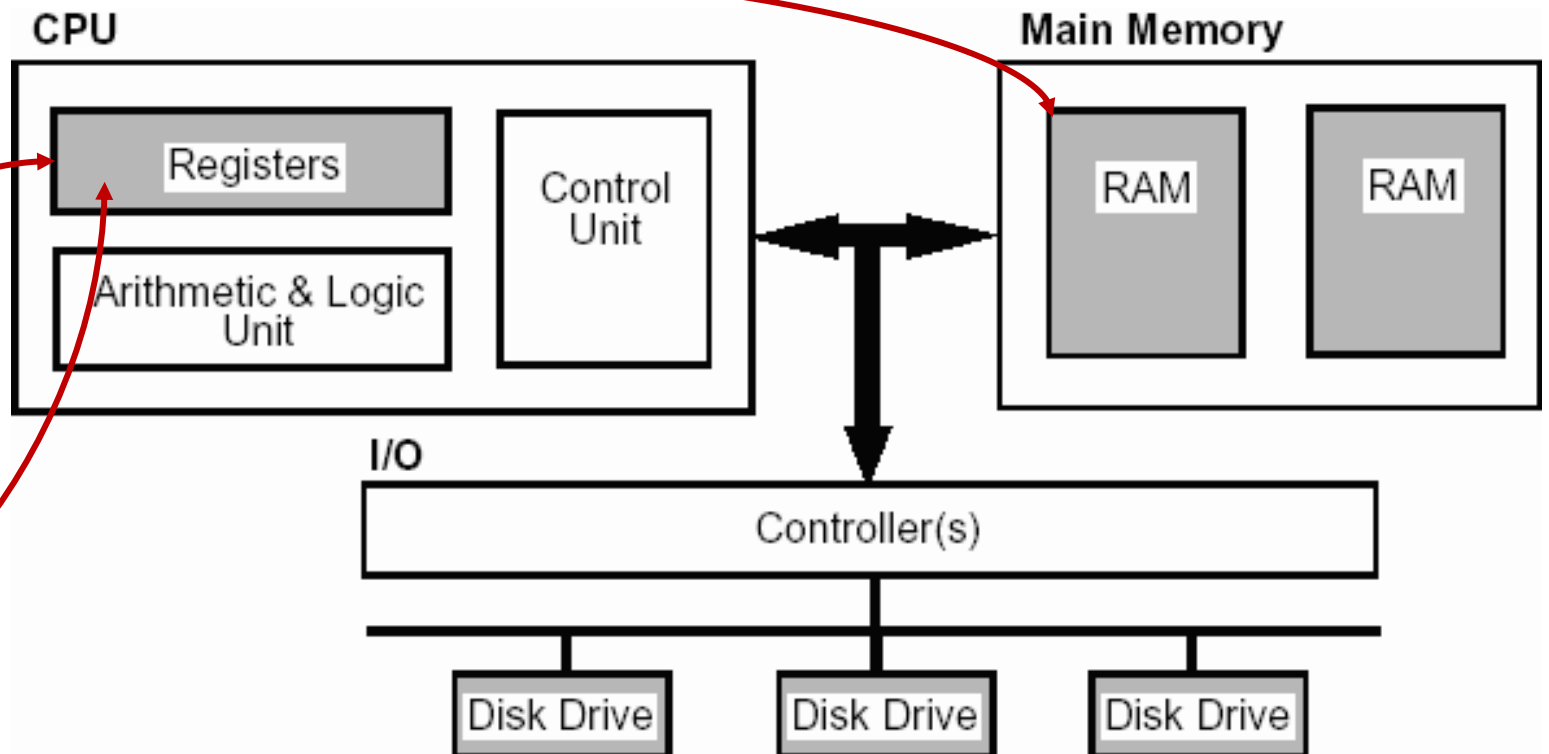 CPU
Main Memory
Registers
Control
Unit
Arithmetic & Logic
Unit
RAM
RAM
I/O
Controller(s)
Disk Drive
Disk Drive
Disk Drive